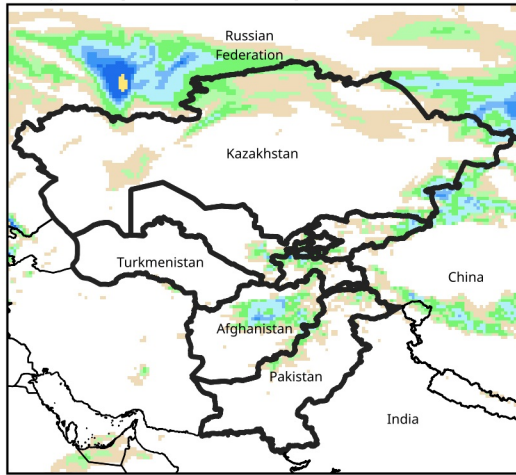 Russian
Federation
Kazakhstan
Turkmenistan
China
Afghanistan
Pakistan
India